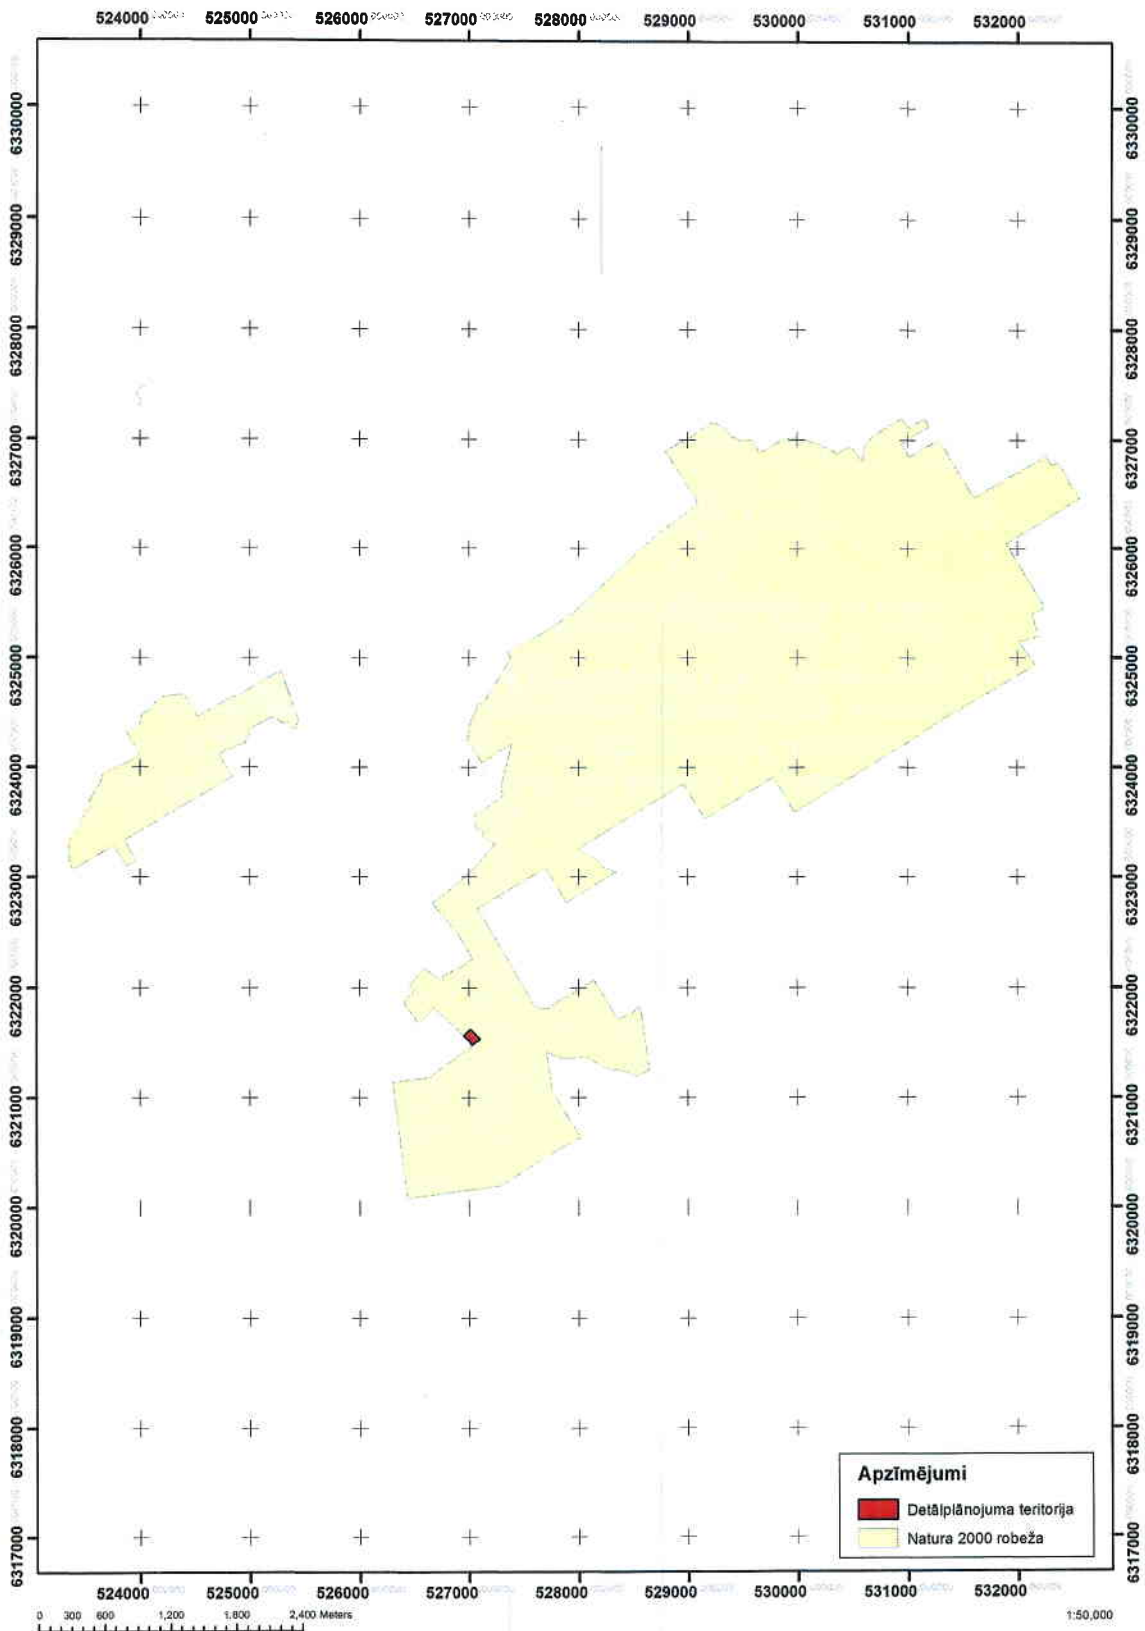 524000 525000 526000 527000 528000 529000 530000 531000 532000
6330000 6330000
6329000 6329000
6328000 6328000
6327000 6327000
6326000 6326000
6325000 6325000
6324000 6324000
6323000 6323000
6322000 6322000
6321000 6321000
6320000 6320000
6319000 6319000
6318000 6318000
6317000 6317000
Apzīmējumi
Detālplānojuma teritorija
Natura 2000 robeža
524000 525000 526000 527000 528000 529000 530000 531000 532000
0 300 600 1,200 1,800 2,400 Meters
1:50,000